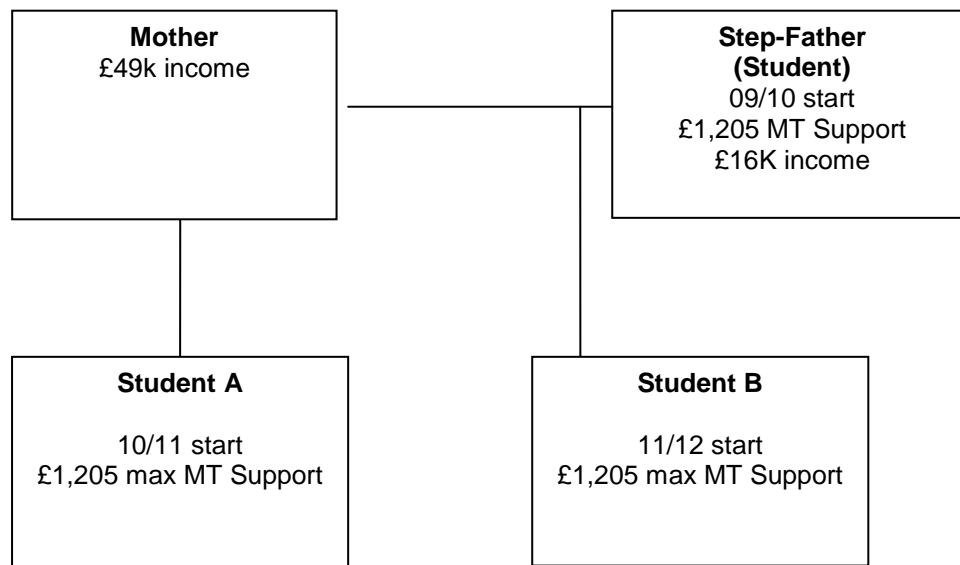 Mother
£49k income
Step-Father
(Student)
09/10 start
£1,205 MT Support
£16K income
Student A
10/11 start
£1,205 max MT Support
Student B
11/12 start
£1,205 max MT Support